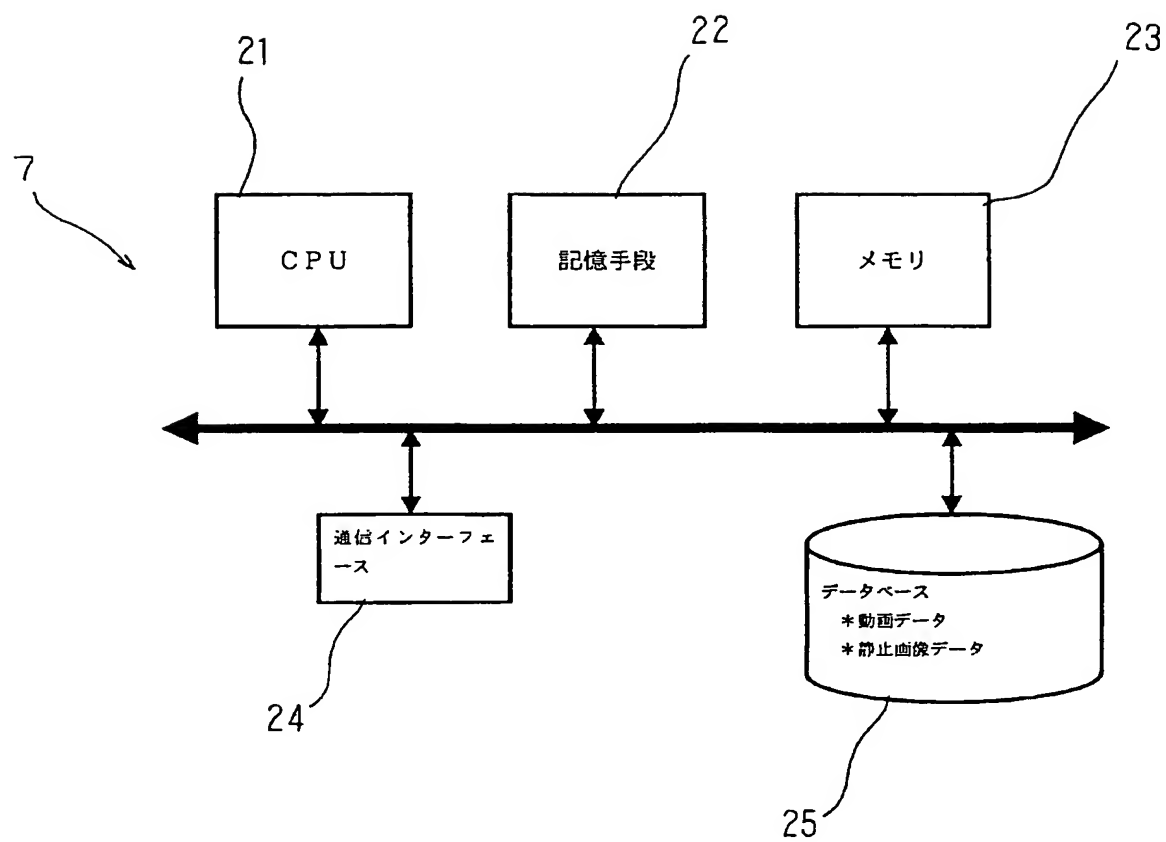 21
22
23
7
CPU
記憶手段
メモリ
通信インターフェ
ース
データベース
*動画データ
*静止画像データ
24
25